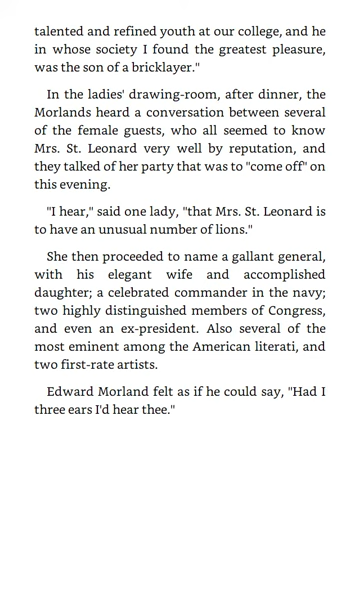 talented and refined youth at our college, and he
in whose society I found the greatest pleasure,
was the son of a bricklayer."
In the ladies' drawing-room, after dinner, the
Morlands heard a conversation between several
of the female guests, who all seemed to know
Mrs. St. Leonard very well by reputation, and
they talked of her party that was to "come off" on
this evening.
"I hear," said one lady, "that Mrs. St. Leonard is
to have an unusual number of lions."
She then proceeded to name a gallant general,
with his elegant wife and accomplished
daughter; a celebrated commander in the navy;
two highly distinguished members of Congress,
and even an ex-president. Also several of the
most eminent among the American literati, and
two first-rate artists.
Edward Morland felt as if he could say, "Had I
three ears I'd hear thee."